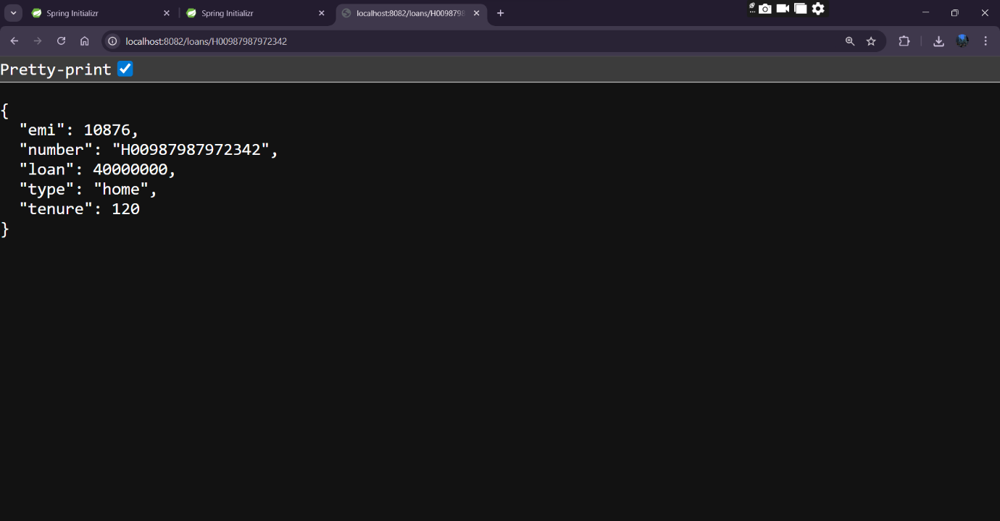 Spring Initializr
Spring Initializr
localhost:8082/loans/H0098798
localhost:8082/loans/H00987987972342
Pretty-print
{
"emi": 10876,
"number": "H00987987972342",
"loan": 40000000,
"type": "home",
"tenure": 120
}